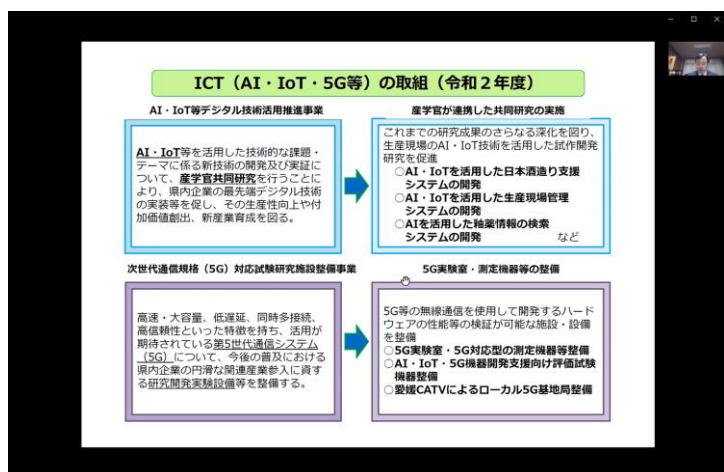 ICT（AI・IoT・5G等）の取組（令和２年度）
AI・IoT等デジタル技術活用推進事業
AI・IoT等を活用した技術的な課題・
テーマに係る新技術の開発及び実証に
ついて、産学官共同研究を行うことに
より、県内企業の最先端デジタル技術
の実装等を促し、その生産性向上や付
加価値創出、新産業育成を図る。
産学官が連携した共同研究の実施
これまでの研究成果のさらなる深化を図り、
生産現場のAI・IoT技術を活用した試作開発
研究を促進
○AI・IoTを活用した日本酒造り支援
システムの開発
○AI・IoTを活用した生産現場管理
システムの開発
○AIを活用した釉薬情報の検索
システムの開発　など
次世代通信規格（5G）対応試験研究施設整備事業
高速・大容量、低遅延、同時多接続、
高信頼性といった特徴を持ち、活用が
期待されている第5世代通信システム
（5G）について、今後の普及における
県内企業の円滑な関連産業参入に資す
る研究開発実験設備等を整備する。
5G実験室・測定機器等の整備
5G等の無線通信を使用して開発するハード
ウェアの性能等の検証が可能な施設・設備
を整備
○5G実験室・5G対応型の測定機器等整備
○AI・IoT・5G機器開発支援向け評価試験
機器整備
○愛媛CATVによるローカル5G基地局整備